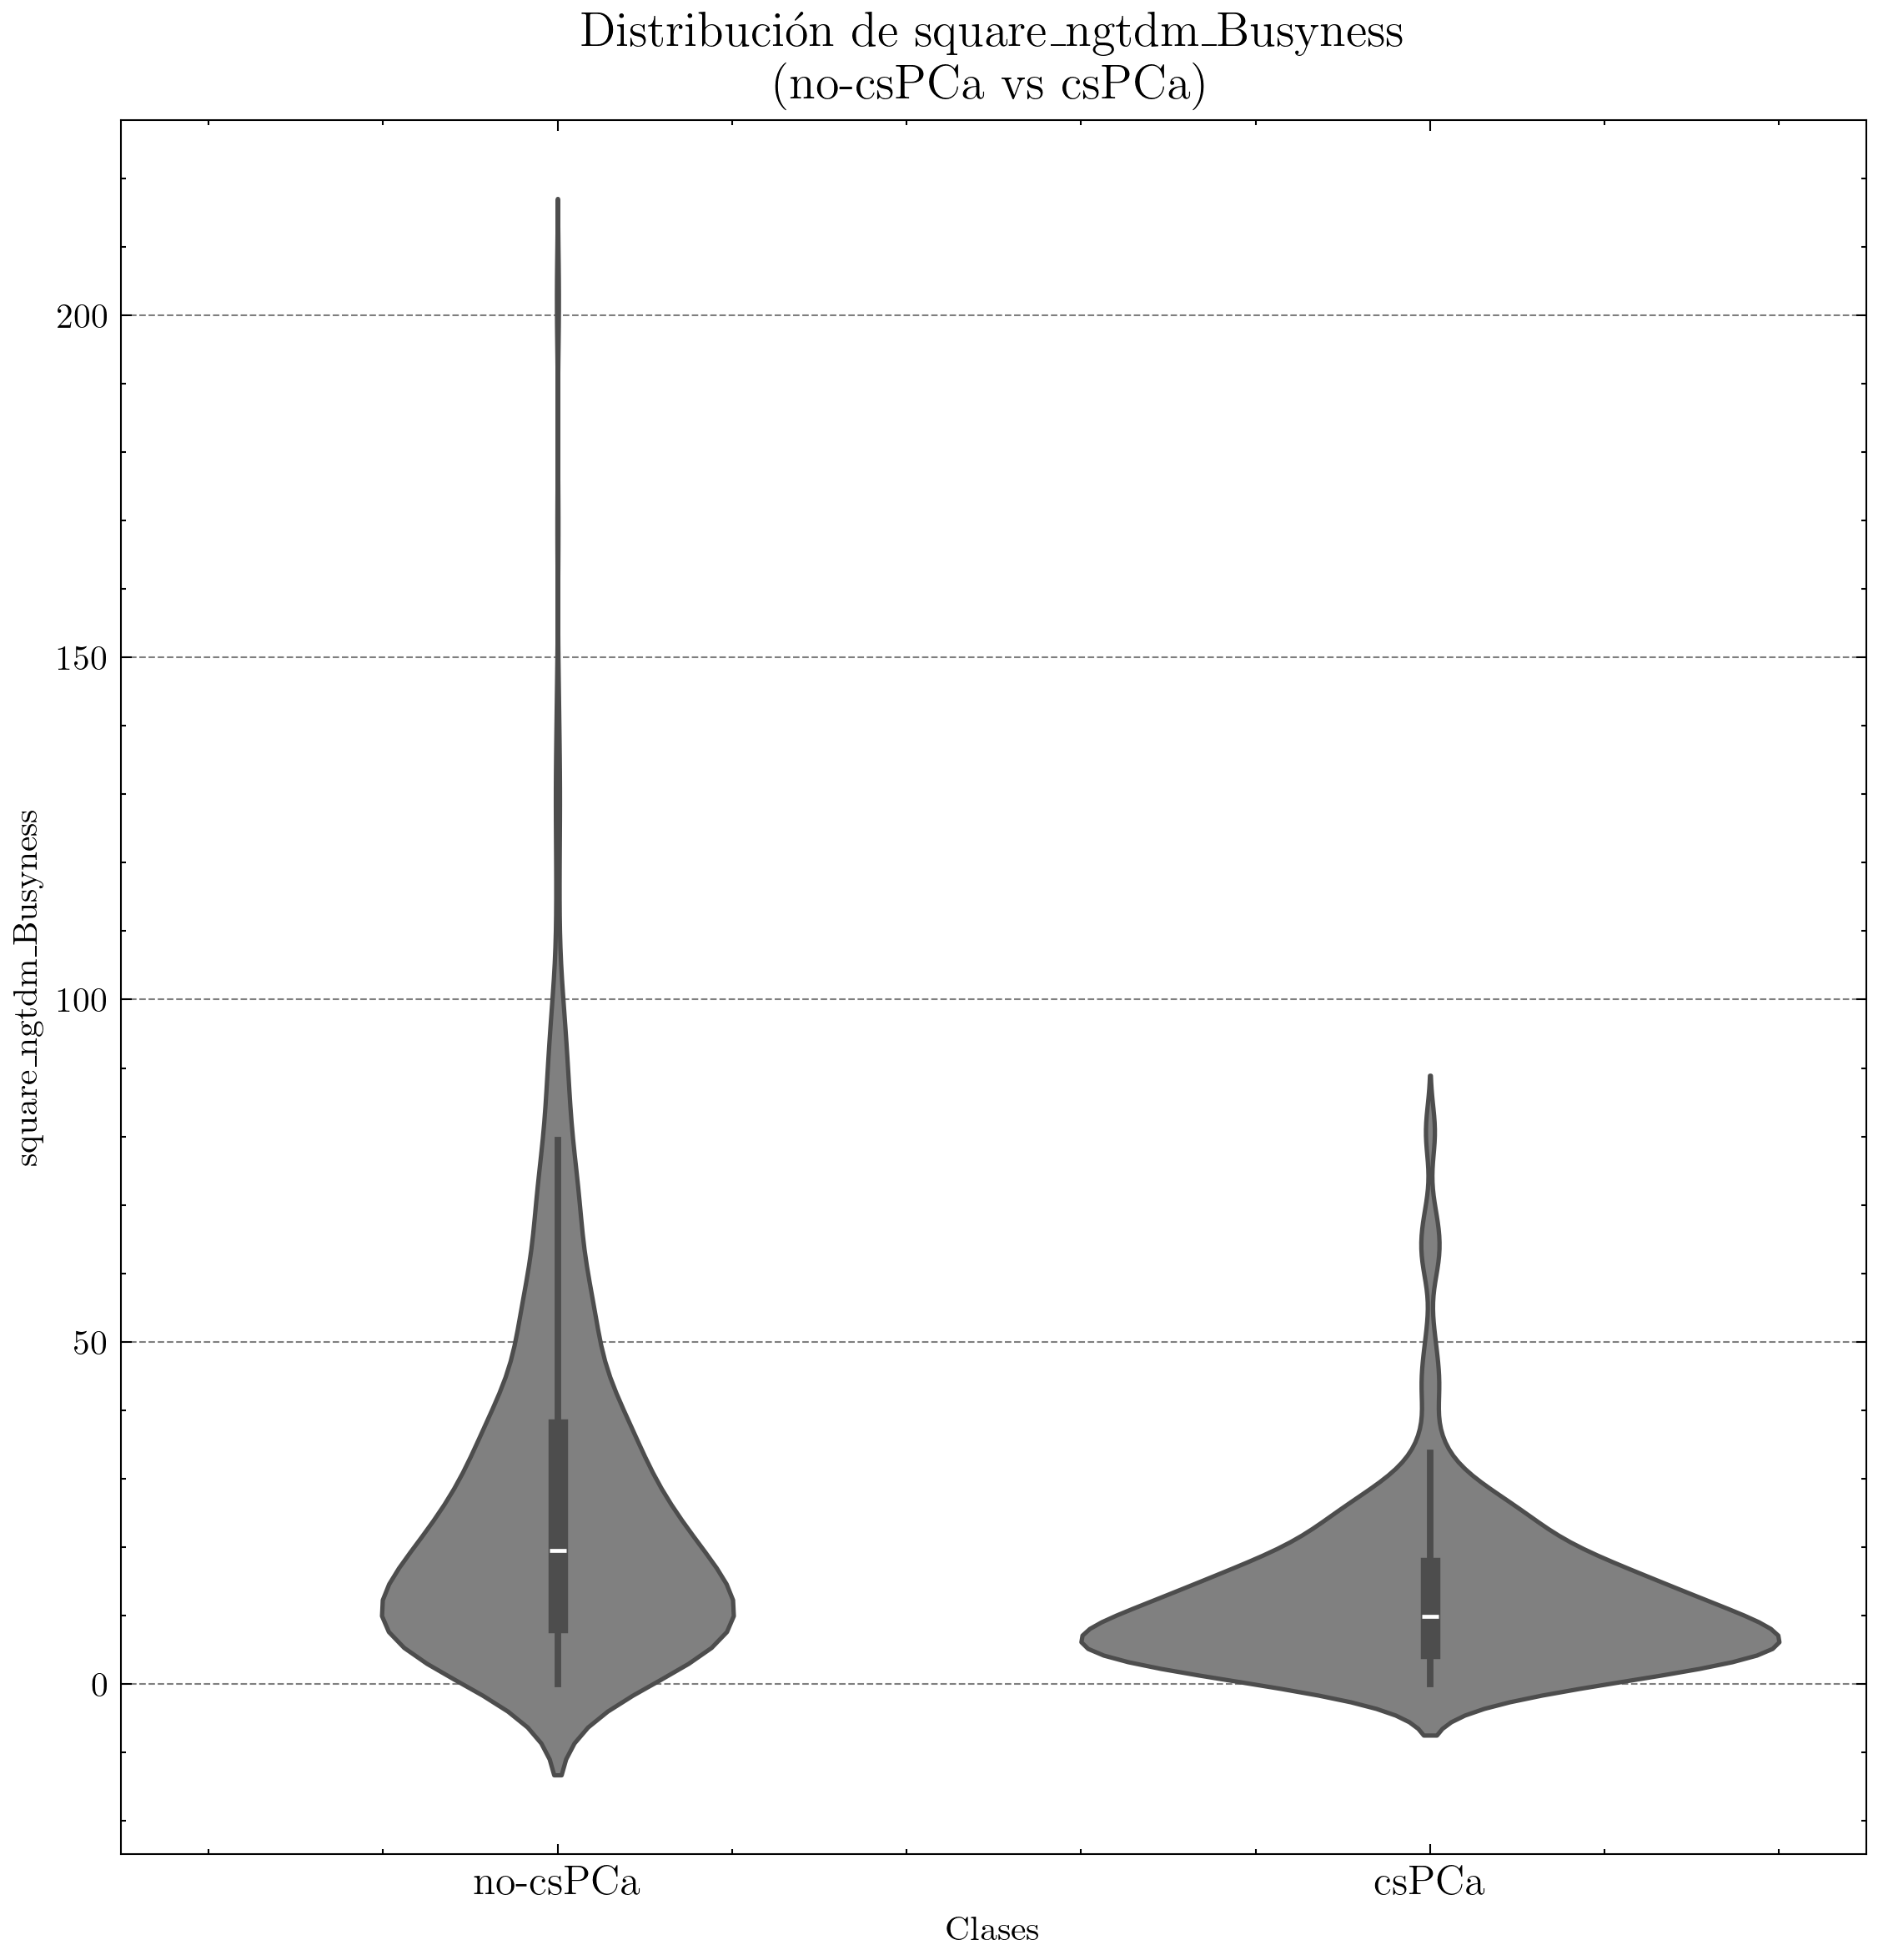 Distribución de square_ngtdm_Busyness
(no-csPCa vs csPCa)
square_ngtdm_Busyness
200
150
100
50
0
no-csPCa
csPCa
Clases